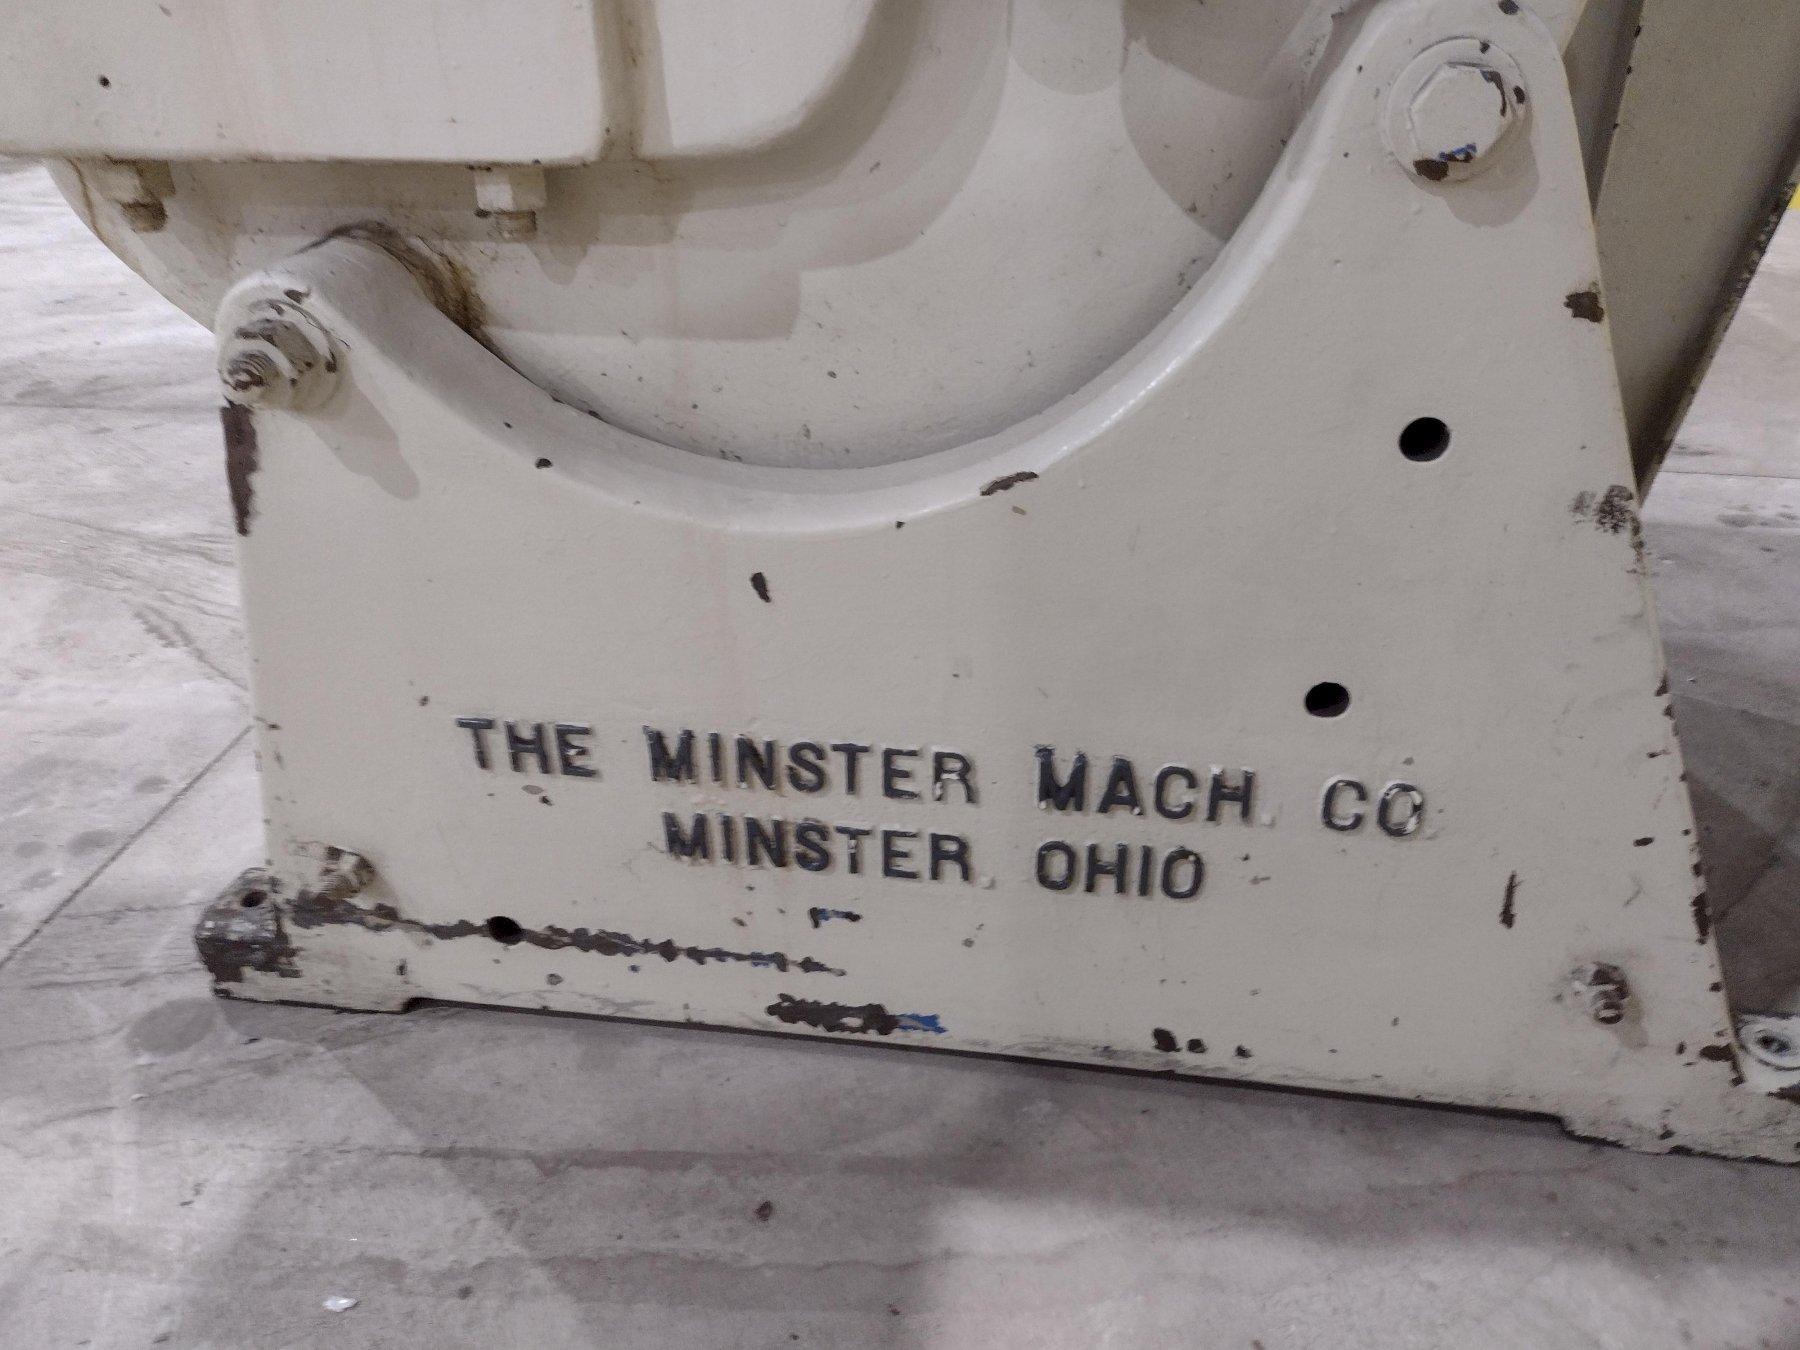 THE MINSTER MACH. CO.
MINSTER, OHIO